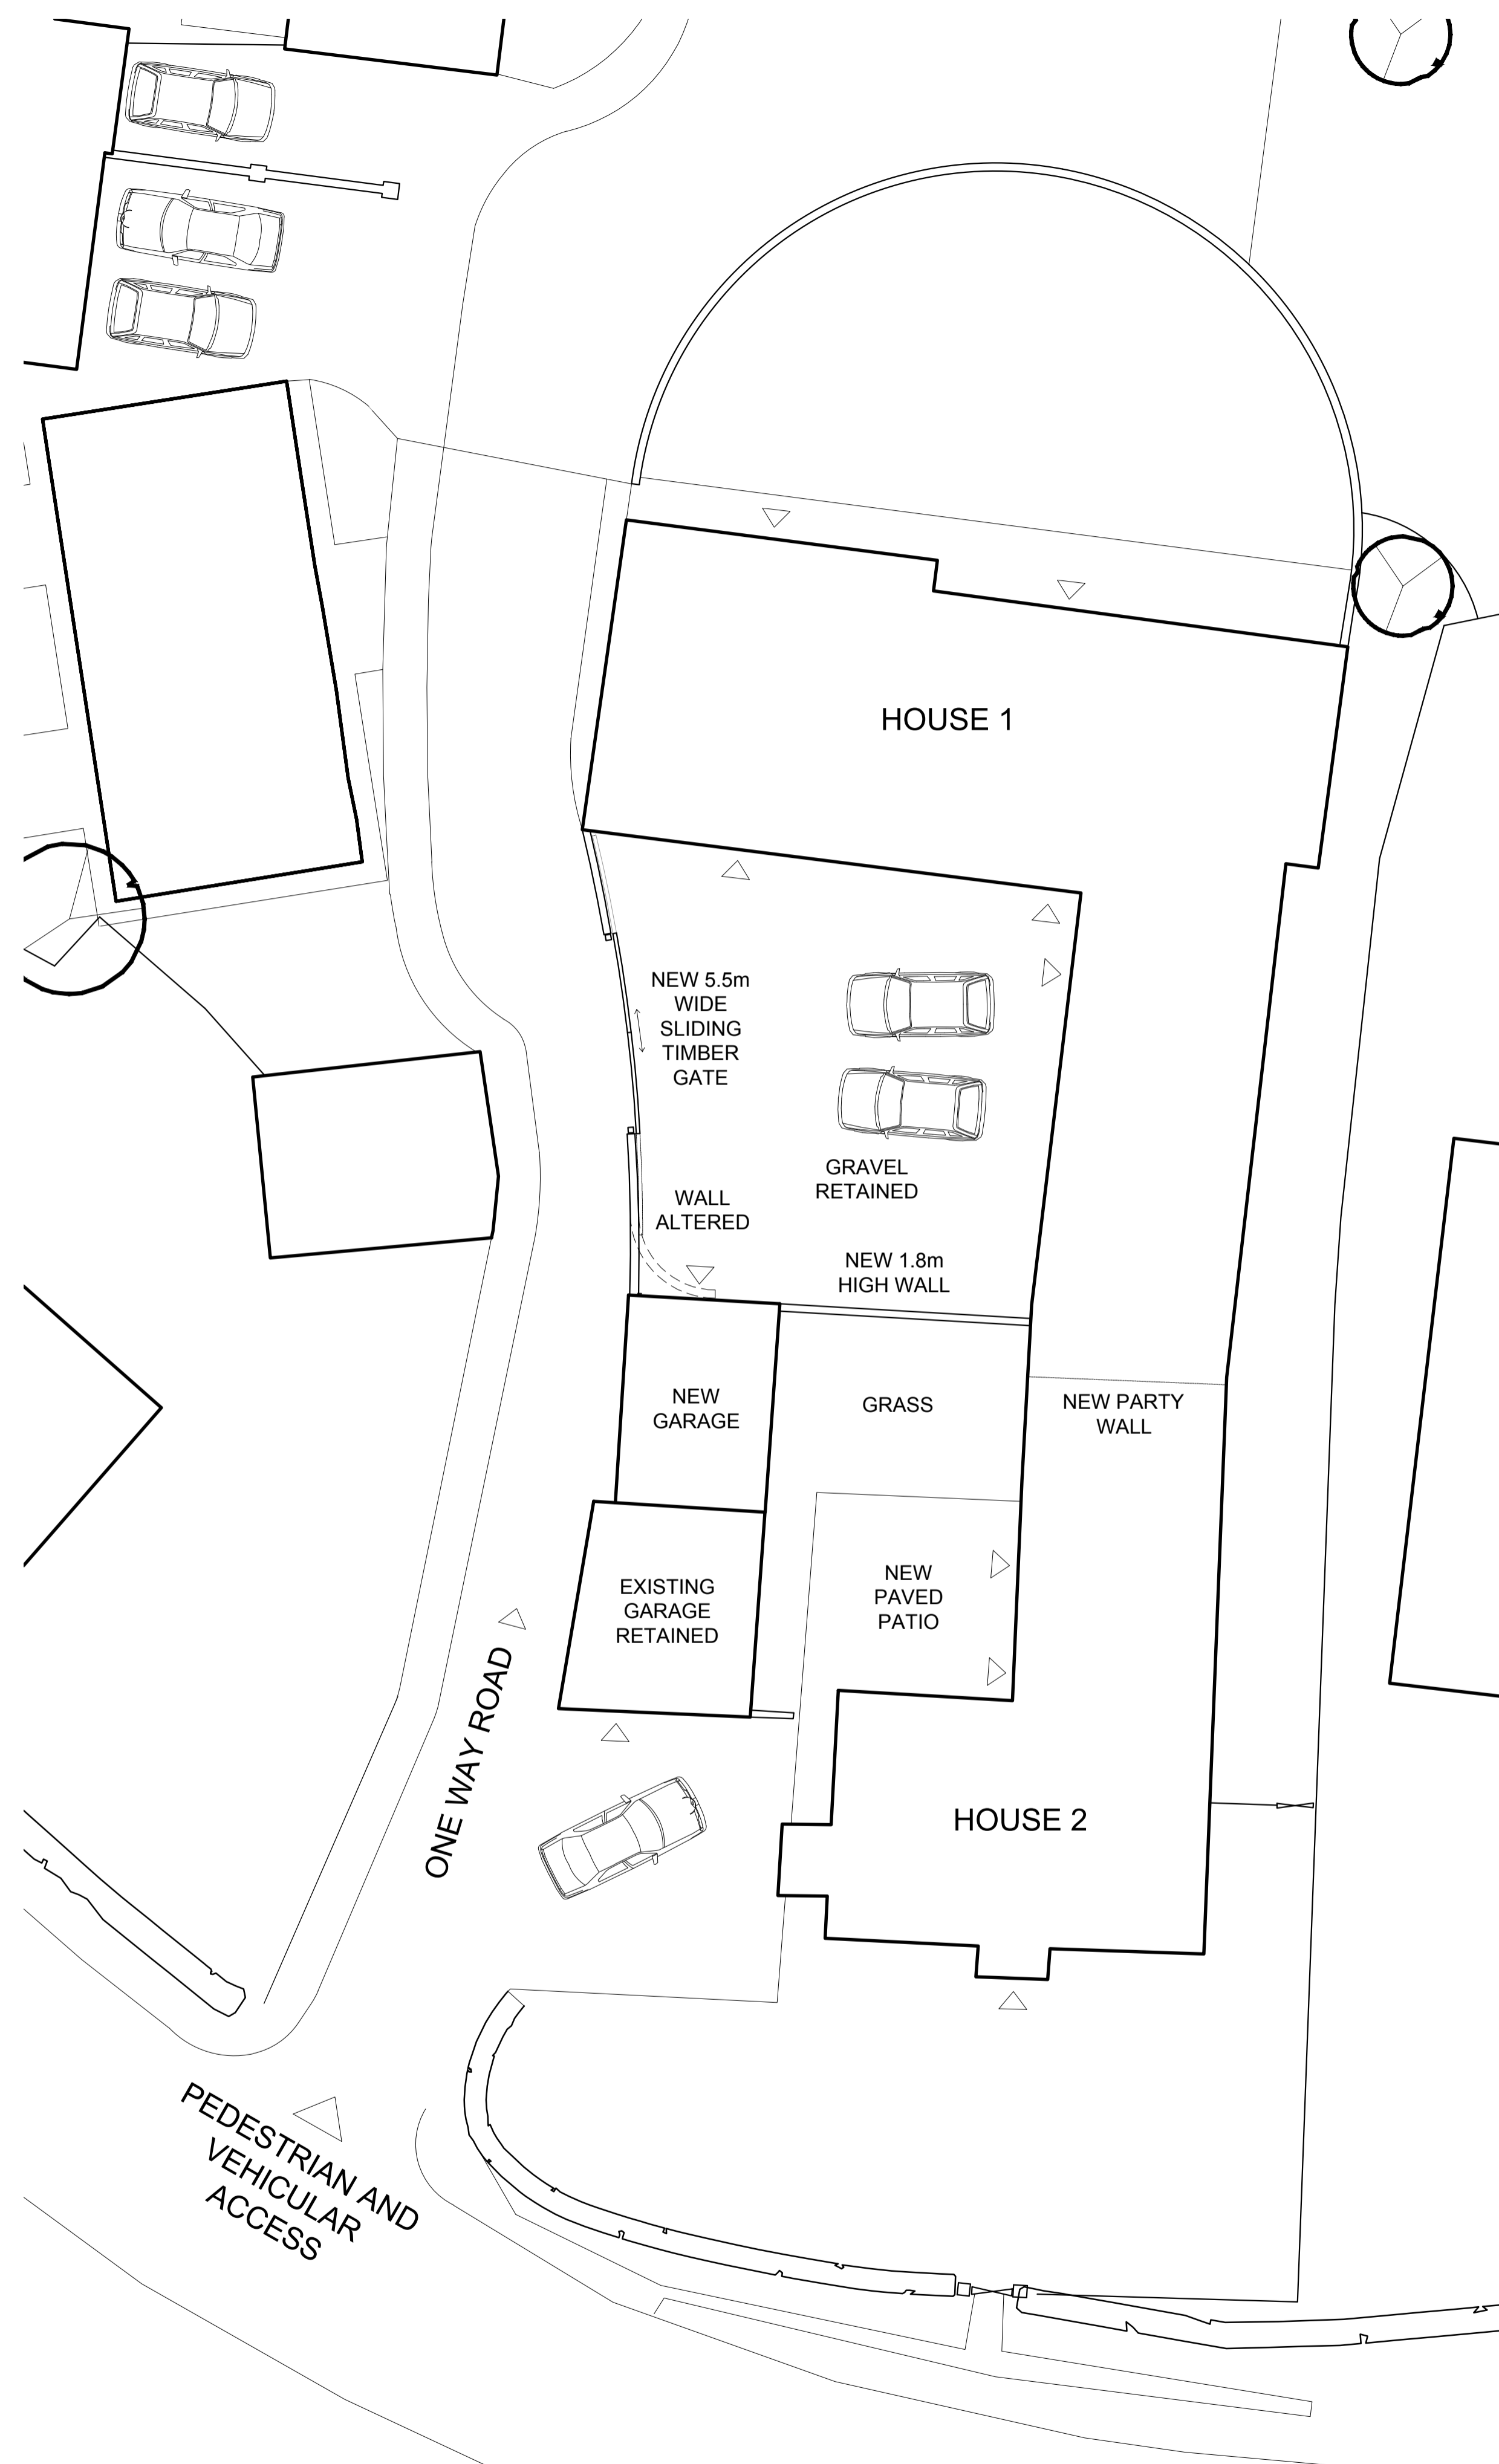 HOUSE 1
NEW 5.5m
WIDE
SLIDING
TIMBER
GATE
GRAVEL
RETAINED
WALL
ALTERED
NEW 1.8m
HIGH WALL
NEW
GARAGE
GRASS
NEW PARTY
WALL
EXISTING
GARAGE
RETAINED
NEW
PAVED
PATIO
ONE WAY ROAD
HOUSE 2
PEDESTRIAN AND
VEHICULAR
ACCESS